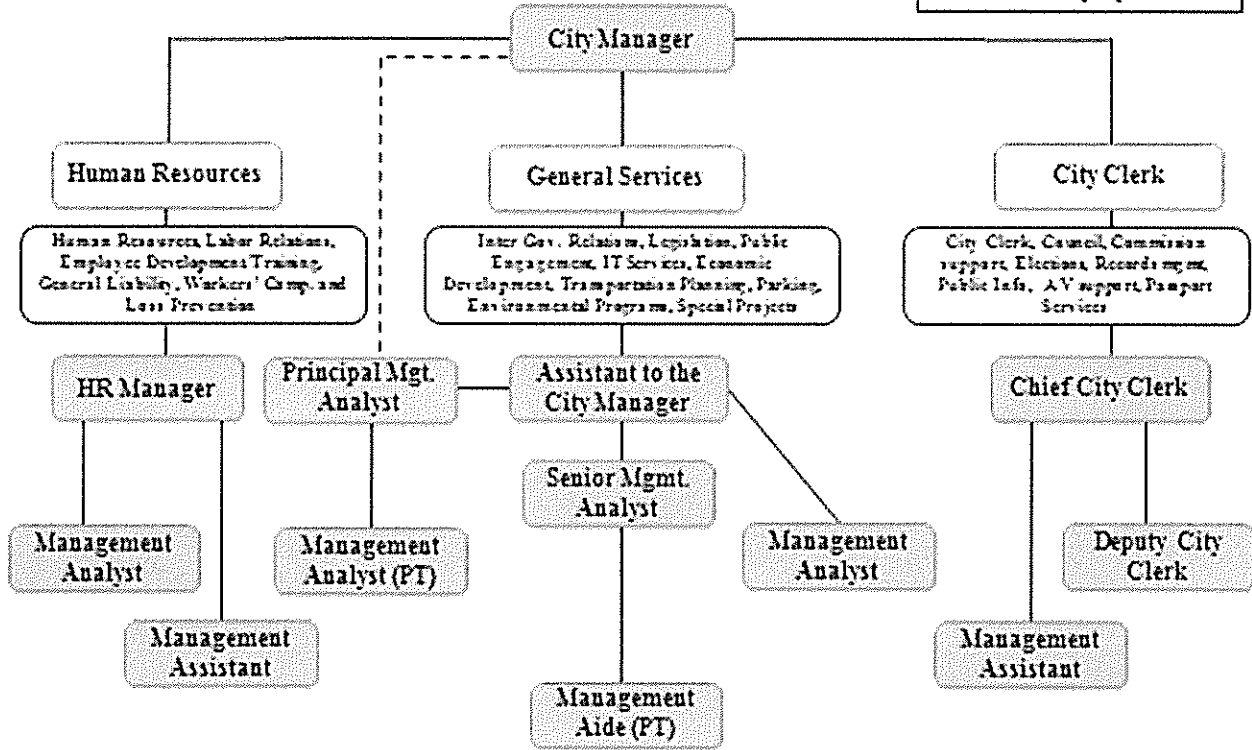 City Manager
Human Resources
General Services
City Clerk
Human Resources, Labor Relations,
Employee Development Training,
General Liability, Workers' Comp. and
Loss Prevention
Inter Gov. Relations, Legislation, Public
Engagement, IT Services, Economic
Development, Transportation Planning, Parking,
Environmental Programs, Special Projects
City Clerk, Council, Commission
support, Elections, Records mgmt,
Public Info, AV support, Passport
Services
HR Manager
Principal Mgt.
Analyst
Assistant to the
City Manager
Chief City Clerk
Senior Mgmt.
Analyst
Management
Analyst
Management
Analyst (PT)
Management
Analyst
Deputy City
Clerk
Management
Assistant
Management
Assistant
Management
Aide (PT)